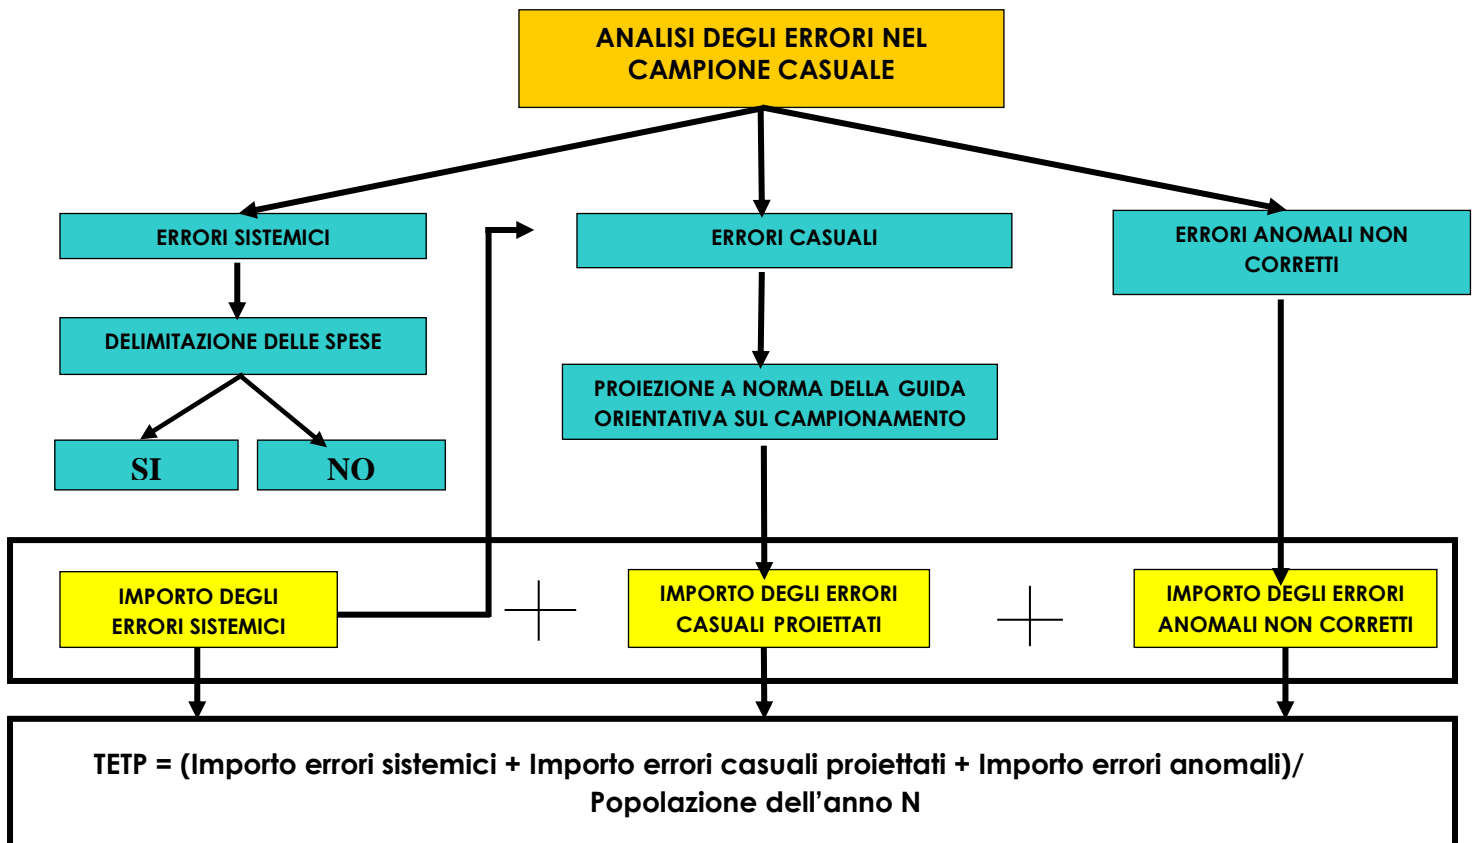 ANALISI DEGLI ERRORI NEL
CAMPIONE CASUALE
ERRORI SISTEMICI
ERRORI CASUALI
ERRORI ANOMALI NON
CORRETTI
DELIMITAZIONE DELLE SPESE
PROIEZIONE A NORMA DELLA GUIDA
ORIENTATIVA SUL CAMPIONAMENTO
SI
NO
IMPORTO DEGLI
ERRORI SISTEMICI
IMPORTO DEGLI ERRORI
CASUALI PROIETTATI
IMPORTO DEGLI ERRORI
ANOMALI NON CORRETTI
TETP = (Importo errori sistemici + Importo errori casuali proiettati + Importo errori anomali)/
Popolazione dell’anno N